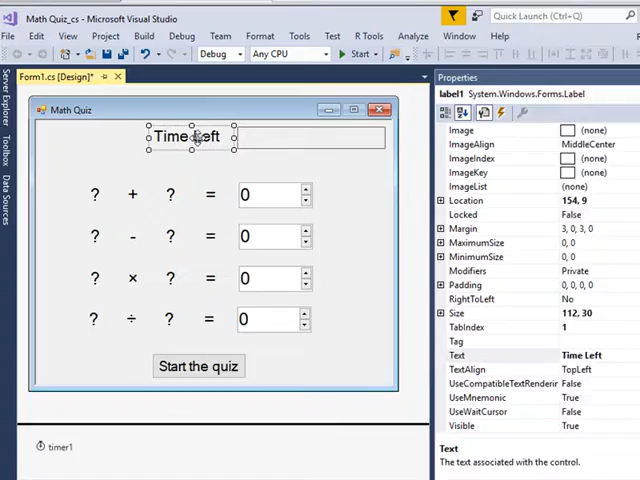 Math Quiz_cs - Microsoft Visual Studio
Quick Launch (Ctrl+Q)
File Edit View Project Build Debug Team Format Tools Test R Tools Analyze Window Help
Debug Any CPU Start
Form1.cs [Design]*
Properties
label1 System.Windows.Forms.Label
Server Explorer
Toolbox
Data Sources
Math Quiz
Time Left
? + ? = 0
? - ? = 0
? × ? = 0
? ÷ ? = 0
Start the quiz
timer1
Image (none)
ImageAlign MiddleCenter
ImageIndex (none)
ImageKey (none)
ImageList (none)
Location 154, 9
Locked False
Margin 3, 0, 3, 0
MaximumSize 0, 0
MinimumSize 0, 0
Modifiers Private
Padding 0, 0, 0, 0
RightToLeft No
Size 112, 30
TabIndex 1
Tag
Text Time Left
TextAlign TopLeft
UseCompatibleTextRenderin False
UseMnemonic True
UseWaitCursor False
Visible True
Text
The text associated with the control.